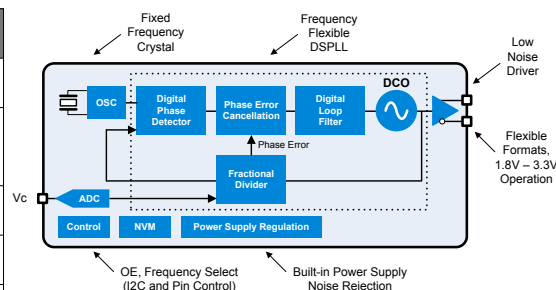 Fixed
Frequency
Crystal
Frequency
Flexible
DSPLL
Low
Noise
Driver
DCO
OSC
Digital
Phase
Detector
Phase Error
Cancellation
Digital
Loop
Filter
Phase Error
Flexible
Formats,
1.8V – 3.3V
Operation
Fractional
Divider
Vc
ADC
Control
NVM
Power Supply Regulation
OE, Frequency Select
(I2C and Pin Control)
Built-in Power Supply
Noise Rejection